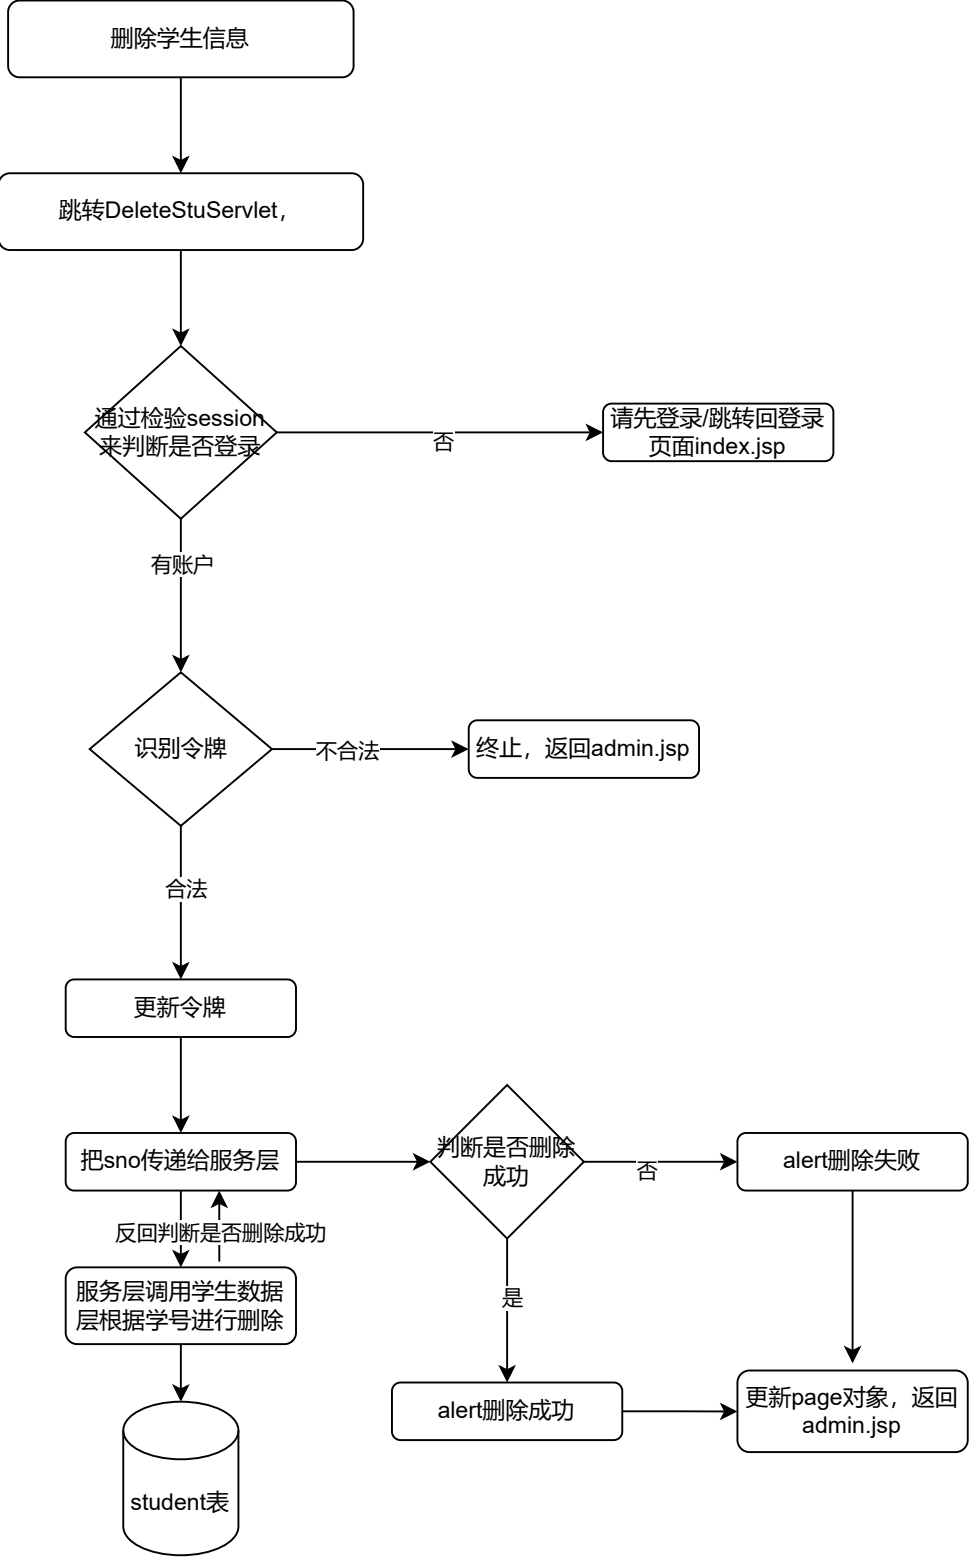 删除学生信息
跳转DeleteStuServlet，
通过检验session
来判断是否登录
否
请先登录/跳转回登录
页面index.jsp
有账户
识别令牌
不合法
终止，返回admin.jsp
合法
更新令牌
把sno传递给服务层
判断是否删除
成功
否
alert删除失败
反回判断是否删除成功
服务层调用学生数据
层根据学号进行删除
是
alert删除成功
更新page对象，返回
admin.jsp
student表